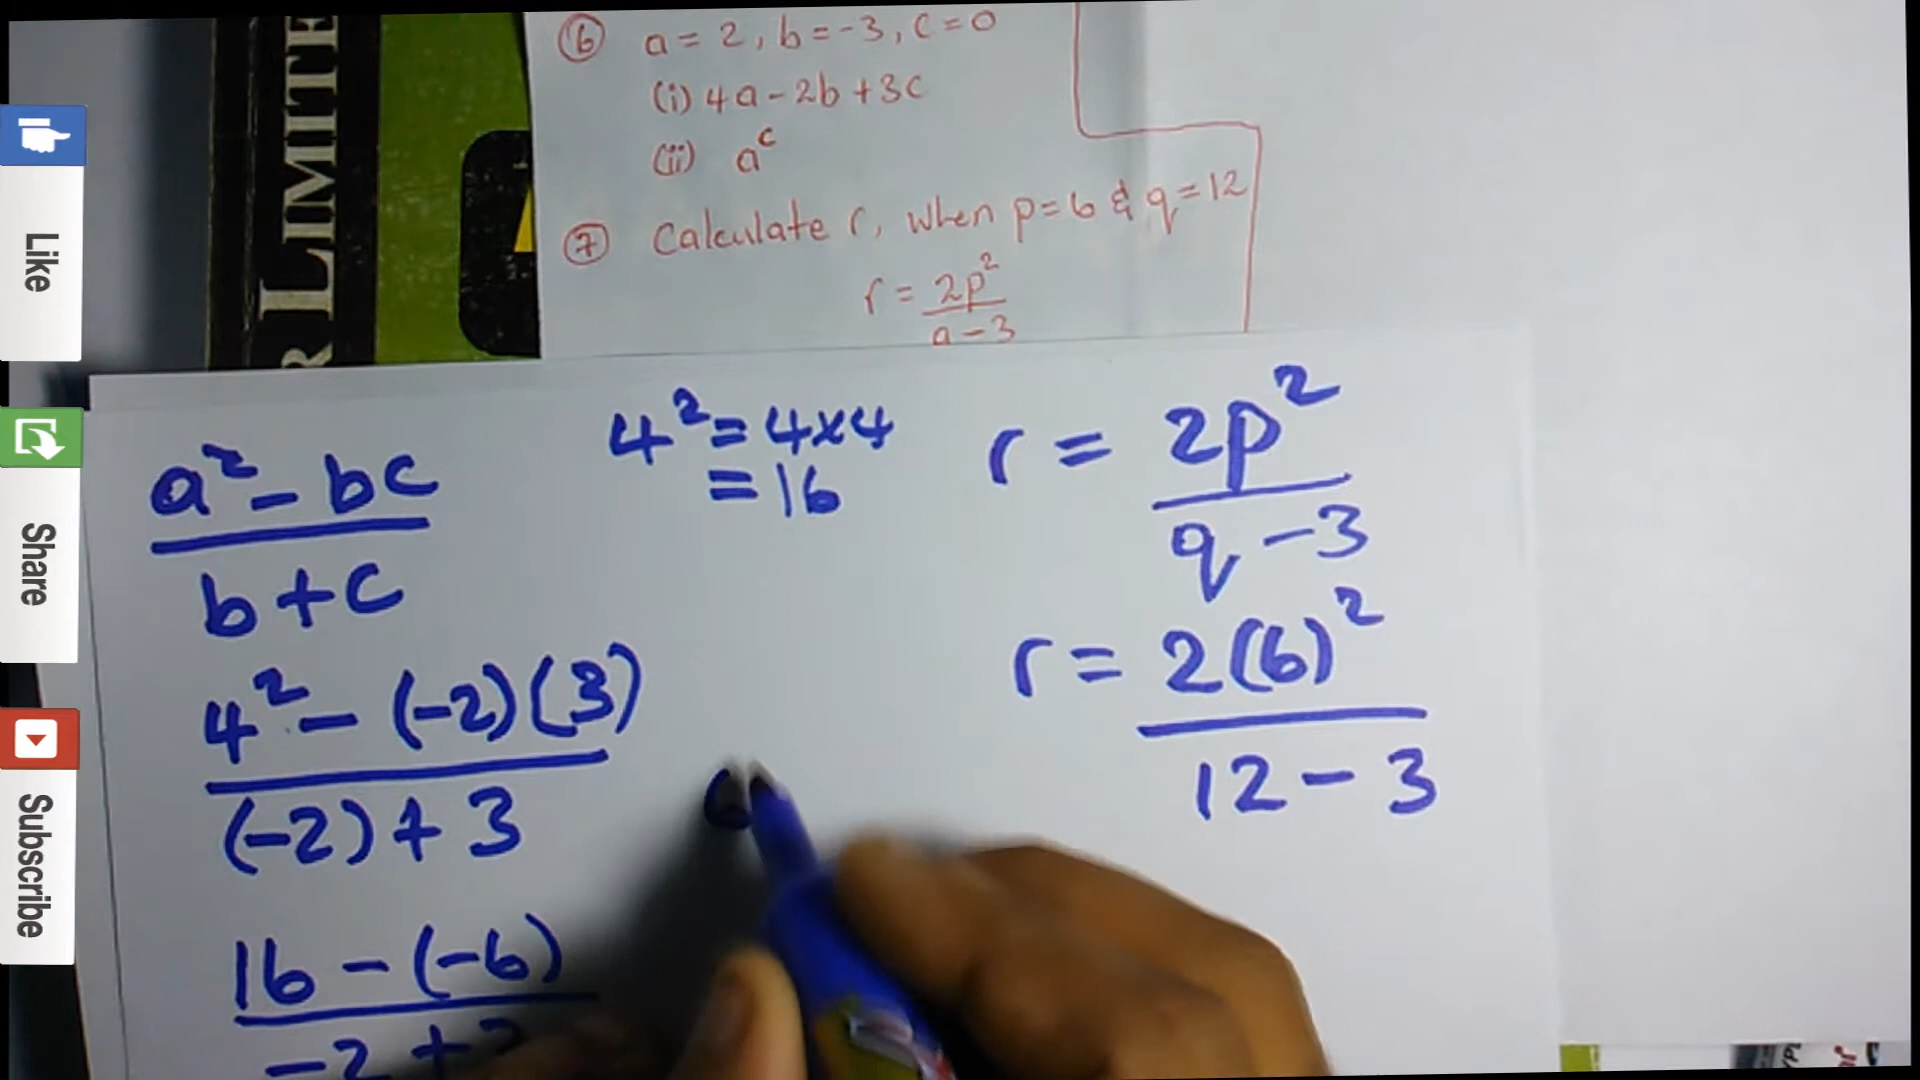 R LIMITE
⑥ a = 2, b = -3, c = 0
(i) 4a - 2b + 3c
(ii) a^c
⑦ Calculate r, when p = 6 & q = 12
r = 2p²
a - 3
a² - bc
b + c
4² - (-2)(3)
(-2) + 3
16 - (-6)
-2 +
4² = 4 × 4
= 16
r = 2p²
q - 3
r = 2(6)²
12 - 3
Like
Share
Subscribe